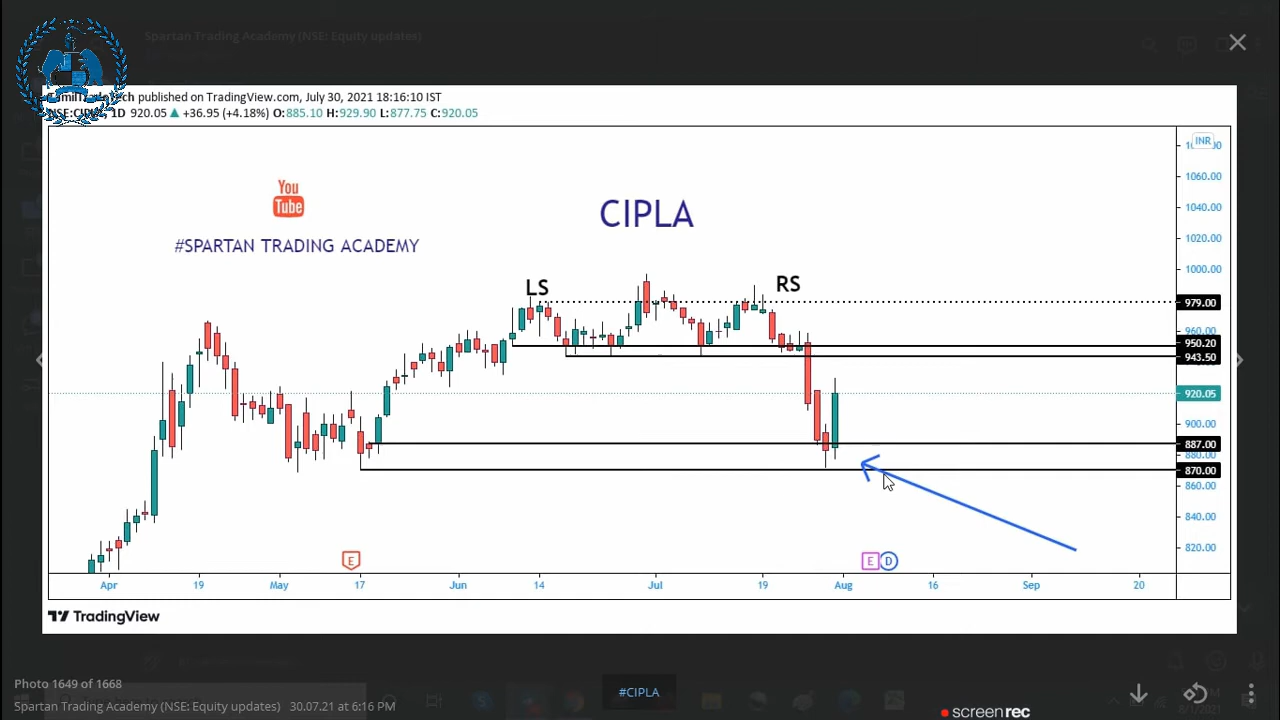 Spartan Trading Academy (NSE: Equity updates)
published on TradingView.com, July 30, 2021 18:16:10 IST
1D 920.05 ▲ +36.95 (+4.18%) O:885.10 H:929.90 L:877.75 C:920.05
INR
1060.00
You
Tube
CIPLA
1040.00
#SPARTAN TRADING ACADEMY
1020.00
1000.00
LS
RS
979.00
960.00
950.20
943.50
920.05
900.00
887.00
880.00
870.00
860.00
840.00
820.00
E
E D
Apr 19 May 17 Jun 14 Jul 19 Aug 16 Sep 20
TradingView
Photo 1649 of 1668
#CIPLA
Spartan Trading Academy (NSE: Equity updates) 30.07.21 at 6:16 PM
screenrec